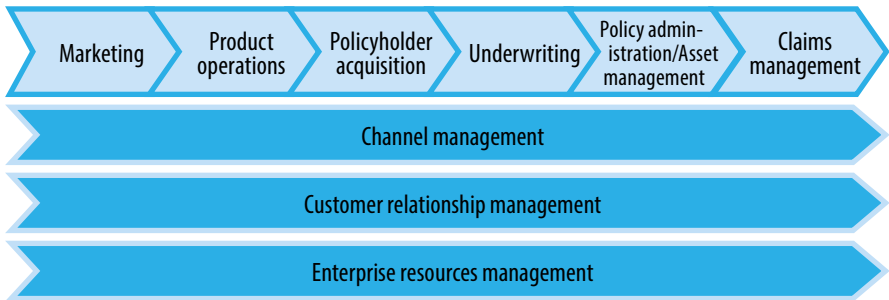 Marketing
Product
operations
Policyholder
acquisition
Underwriting
Policy admin-
istration/Asset
management
Claims
management
Channel management
Customer relationship management
Enterprise resources management